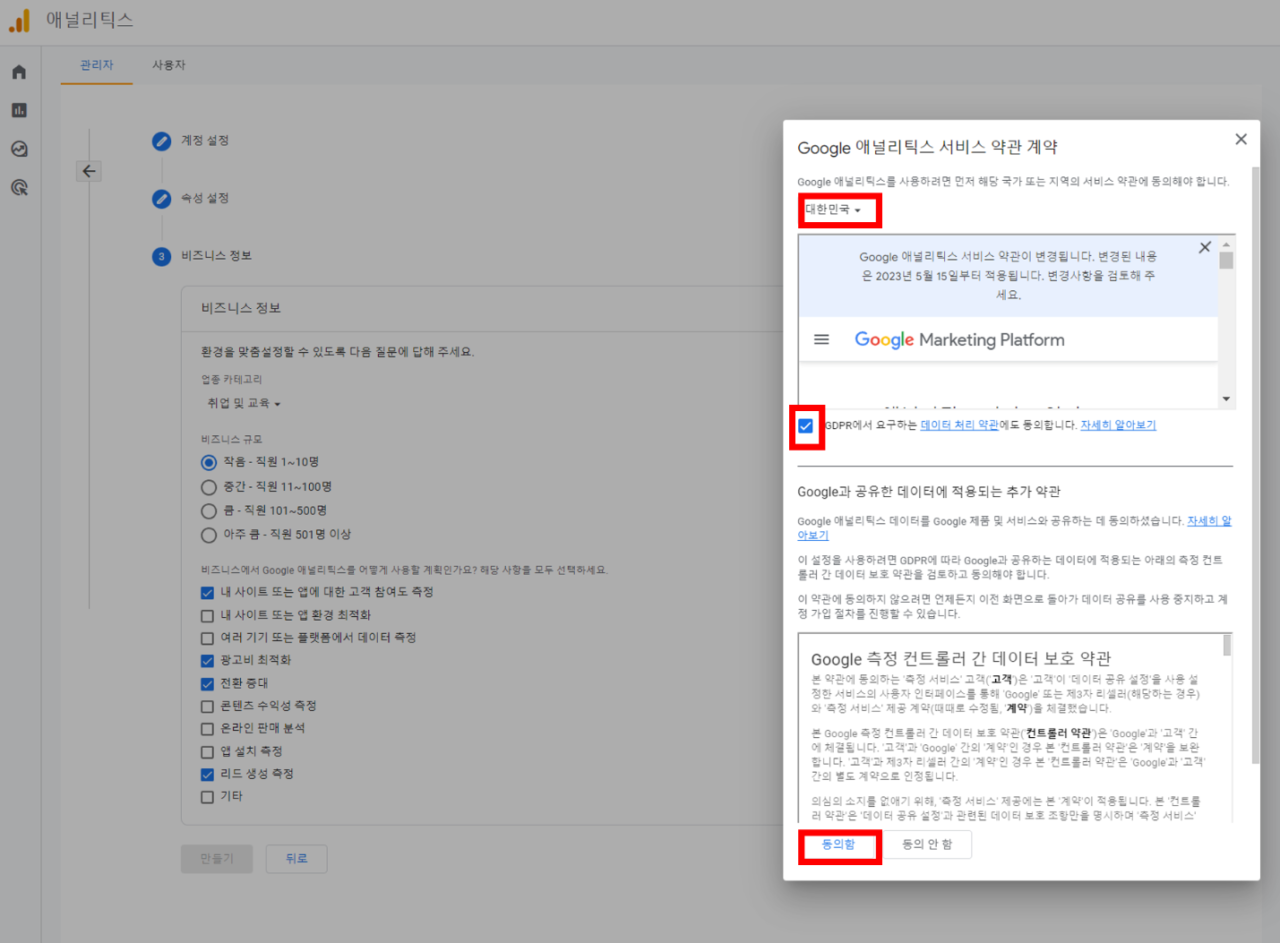 애널리틱스
관리자
사용자
계정 설정
속성 설정
3
비즈니스 정보
비즈니스 정보
환경을 맞춤설정할 수 있도록 다음 질문에 답해 주세요.
업종 카테고리
취업 및 교육
비즈니스 규모
작음 - 직원 1~10명
중간 - 직원 11~100명
큼 - 직원 101~500명
아주 큼 - 직원 501명 이상
비즈니스에서 Google 애널리틱스를 어떻게 사용할 계획인가요? 해당 사항을 모두 선택하세요.
내 사이트 또는 앱에 대한 고객 참여도 측정
내 사이트 또는 앱 환경 최적화
여러 기기 또는 플랫폼에서 데이터 측정
광고비 최적화
전환 증대
콘텐츠 수익성 측정
온라인 판매 분석
앱 설치 측정
리드 생성 측정
기타
만들기
뒤로
Google 애널리틱스 서비스 약관 계약
Google 애널리틱스를 사용하려면 먼저 해당 국가 또는 지역의 서비스 약관에 동의해야 합니다.
대한민국
Google 애널리틱스 서비스 약관이 변경됩니다. 변경된 내용
은 2023년 5월 15일부터 적용됩니다. 변경사항을 검토해 주
세요.
Google Marketing Platform
GDPR에서 요구하는 데이터 처리 약관에도 동의합니다. 자세히 알아보기
Google과 공유한 데이터에 적용되는 추가 약관
Google 애널리틱스 데이터를 Google 제품 및 서비스와 공유하는 데 동의하셨습니다. 자세히 알
아보기
이 설정을 사용하려면 GDPR에 따라 Google과 공유하는 데이터에 적용되는 아래의 측정 컨트
롤러 간 데이터 보호 약관을 검토하고 동의해야 합니다.
이 약관에 동의하지 않으려면 언제든지 이전 화면으로 돌아가 데이터 공유를 사용 중지하고 계
정 가입 절차를 진행할 수 있습니다.
Google 측정 컨트롤러 간 데이터 보호 약관
본 약관에 동의하는 '측정 서비스' 고객('고객')은 '고객'이 '데이터 공유 설정'을 사용 설
정한 서비스의 사용자 인터페이스를 통해 'Google' 또는 제3자 리셀러(해당하는 경우)
와 '측정 서비스' 제공 계약(때때로 수정됨, '계약')을 체결했습니다.
본 Google 측정 컨트롤러 간 데이터 보호 약관('컨트롤러 약관')은 'Google'과 '고객' 간
에 체결됩니다. '고객'과 'Google' 간의 '계약'인 경우 본 '컨트롤러 약관'은 '계약'을 보완
합니다. '고객'과 제3자 리셀러 간의 '계약'인 경우 본 '컨트롤러 약관'은 'Google'과 '고객'
간의 별도 계약으로 인정됩니다.
의심의 소지를 없애기 위해, '측정 서비스' 제공에는 본 '계약'이 적용됩니다. 본 '컨트롤
러 약관'은 '데이터 공유 설정'과 관련된 데이터 보호 조항만을 명시하며 '측정 서비스'
동의함
동의 안 함